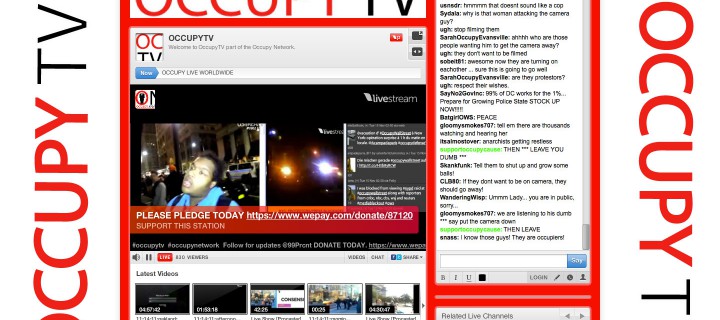 OCCUPY TV
OCCUPY TV
OCCUPY T
OCCUPYTV
Welcome to OccupyTV part of the Occupy Network.
Now OCCUPY LIVE WORLDWIDE
livestream
livestre
PLEASE PLEDGE TODAY https://www.wepay.com/donate/87120
SUPPORT THIS STATION
#occupytv #occupynetwork Follow for updates @99Prcnt DONATE TODAY. https://www.wepa
LIVE 830 VIEWERS VIDEOS CHAT SHARE
Latest Videos
04:57:42 01:53:18 42:25 00:25 04:30:47
usnsdr: hmmmm that doesnt sound like a cop
Sydala: why is that woman attacking the camera
guy?
ugh: stop filming them
SarahOccupyEvansville: ahhhh who are those
people wanting him to get the camera away?
ugh: they don't want to be filmed
sobeit81: awesome now they are turning on
eachother ... sure this is going to go well
SarahOccupyEvansville: are they protestors?
ugh: respect their wishes.
SayNo2GovInc: 99% of DC works for the 1%...
Prepare for Growing Police State STOCK UP
NOW!!!!!
BatgirlOWS: PEACE
gloomysmokes707: tell em there are thousands
watching and hearing her
itsalmostover: anarchists getting restless
supportoccupycause: THEN *** LEAVE YOU
DUMB ***
Skankfunk: Tell them to shut up and grow some
balls!
CLB80: If they dont want to be on camera, they
should go away!
WanderingWisp: Ummm Lady... you are in public,
sorry...
gloomysmokes707: we are listening to his dumb
*** say put the camera down
supportoccupycause: THEN LEAVE
snass: I know those guys! They are occupiers!
Say
B I U LOGIN
Related Live Channels